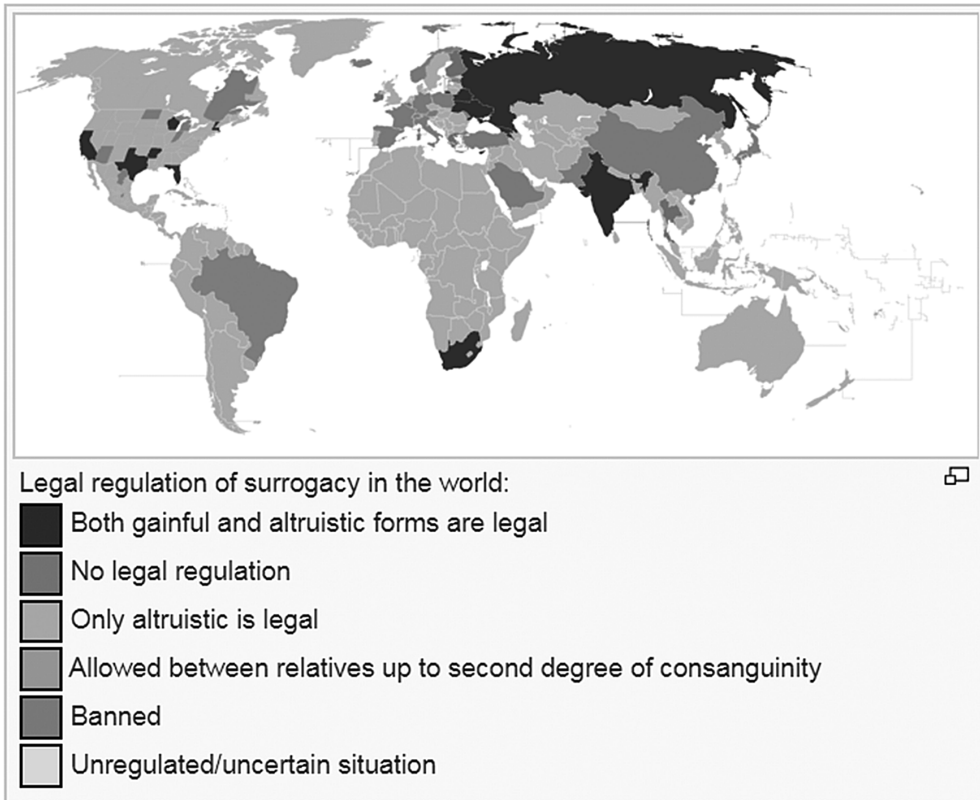 Legal regulation of surrogacy in the world:
Both gainful and altruistic forms are legal
No legal regulation
Only altruistic is legal
Allowed between relatives up to second degree of consanguinity
Banned
Unregulated/uncertain situation